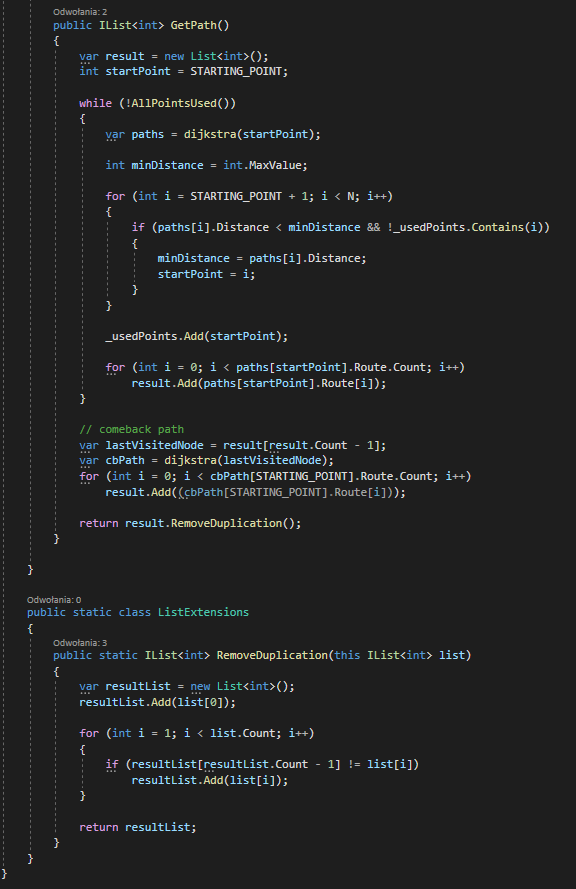 Odwołania: 2
public IList<int> GetPath()
{
var result = new List<int>();
int startPoint = STARTING_POINT;
while (!AllPointsUsed())
{
var paths = dijkstra(startPoint);
int minDistance = int.MaxValue;
for (int i = STARTING_POINT + 1; i < N; i++)
{
if (paths[i].Distance < minDistance && !_usedPoints.Contains(i))
{
minDistance = paths[i].Distance;
startPoint = i;
}
}
_usedPoints.Add(startPoint);
for (int i = 0; i < paths[startPoint].Route.Count; i++)
result.Add(paths[startPoint].Route[i]);
}
// comeback path
var lastVisitedNode = result[result.Count - 1];
var cbPath = dijkstra(lastVisitedNode);
for (int i = 0; i < cbPath[STARTING_POINT].Route.Count; i++)
result.Add((cbPath[STARTING_POINT].Route[i]));
return result.RemoveDuplication();
}
}
Odwołania: 0
public static class ListExtensions
{
Odwołania: 3
public static IList<int> RemoveDuplication(this IList<int> list)
{
var resultList = new List<int>();
resultList.Add(list[0]);
for (int i = 1; i < list.Count; i++)
{
if (resultList[resultList.Count - 1] != list[i])
resultList.Add(list[i]);
}
return resultList;
}
}
}